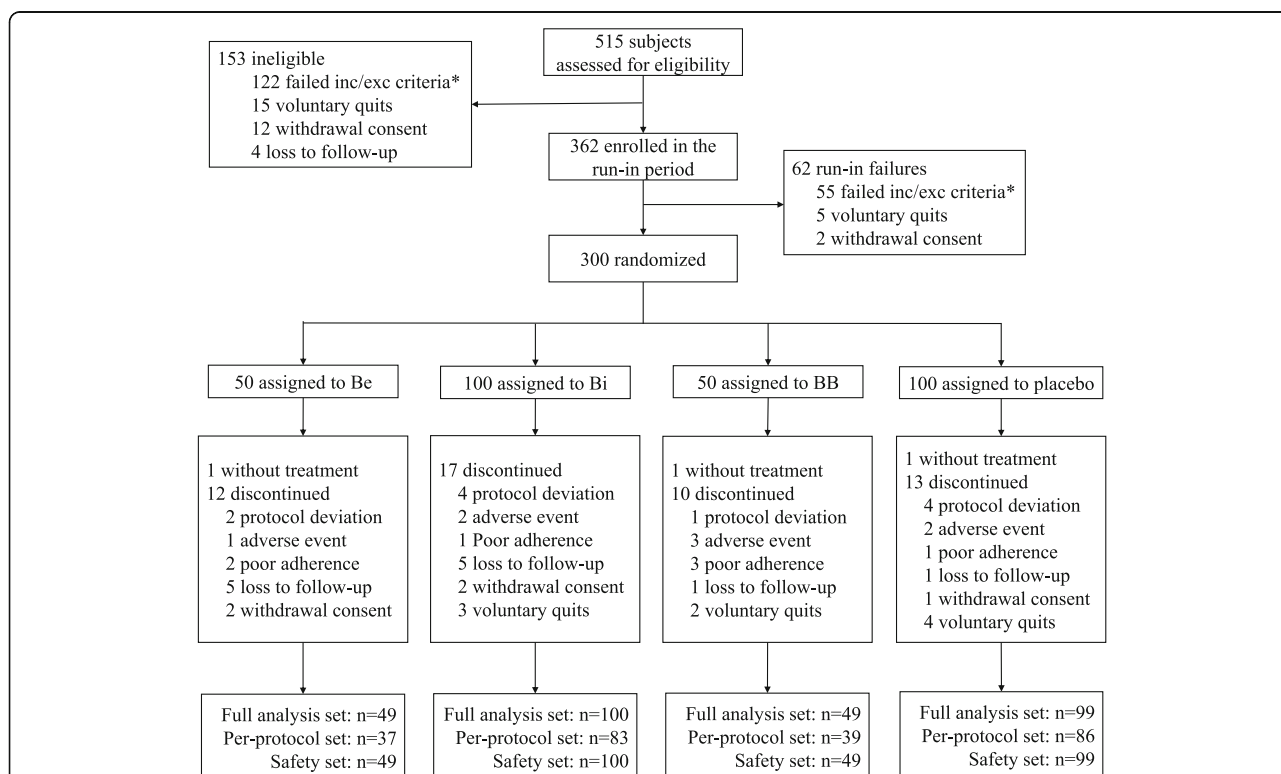 515 subjects
assessed for eligibility
153 ineligible
122 failed inc/exc criteria*
15 voluntary quits
12 withdrawal consent
4 loss to follow-up
362 enrolled in the
run-in period
62 run-in failures
55 failed inc/exc criteria*
5 voluntary quits
2 withdrawal consent
300 randomized
50 assigned to Be
100 assigned to Bi
50 assigned to BB
100 assigned to placebo
1 without treatment
12 discontinued
2 protocol deviation
1 adverse event
2 poor adherence
5 loss to follow-up
2 withdrawal consent
17 discontinued
4 protocol deviation
2 adverse event
1 Poor adherence
5 loss to follow-up
2 withdrawal consent
3 voluntary quits
1 without treatment
10 discontinued
1 protocol deviation
3 adverse event
3 poor adherence
1 loss to follow-up
2 voluntary quits
1 without treatment
13 discontinued
4 protocol deviation
2 adverse event
1 poor adherence
1 loss to follow-up
1 withdrawal consent
4 voluntary quits
Full analysis set: n=49
Per-protocol set: n=37
Safety set: n=49
Full analysis set: n=100
Per-protocol set: n=83
Safety set: n=100
Full analysis set: n=49
Per-protocol set: n=39
Safety set: n=49
Full analysis set: n=99
Per-protocol set: n=86
Safety set: n=99